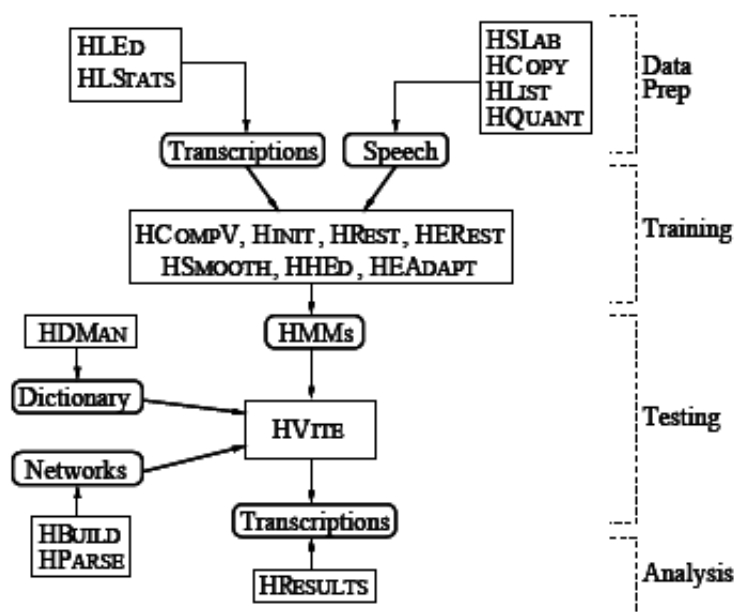 HLED
HLSTATS
HSLAB
HCOPY
HLIST
HQUANT
Data
Prep
Transcriptions
Speech
HCOMPV, HINIT, HREST, HEREST
HSMOOTH, HHED, HEADAPT
Training
HMMs
HDMAN
Dictionary
HVITE
Testing
Networks
HBUILD
HPARSE
Transcriptions
HRESULTS
Analysis